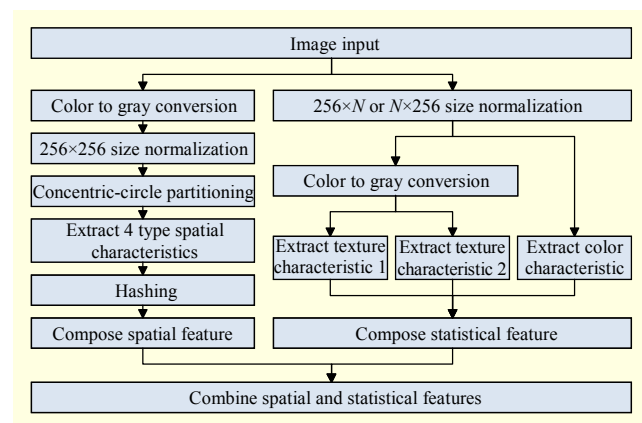 Image input
Color to gray conversion
256×N or N×256 size normalization
256×256 size normalization
Concentric-circle partitioning
Color to gray conversion
Extract 4 type spatial
characteristics
Extract texture
characteristic 1
Extract texture
characteristic 2
Extract color
characteristic
Hashing
Compose spatial feature
Compose statistical feature
Combine spatial and statistical features